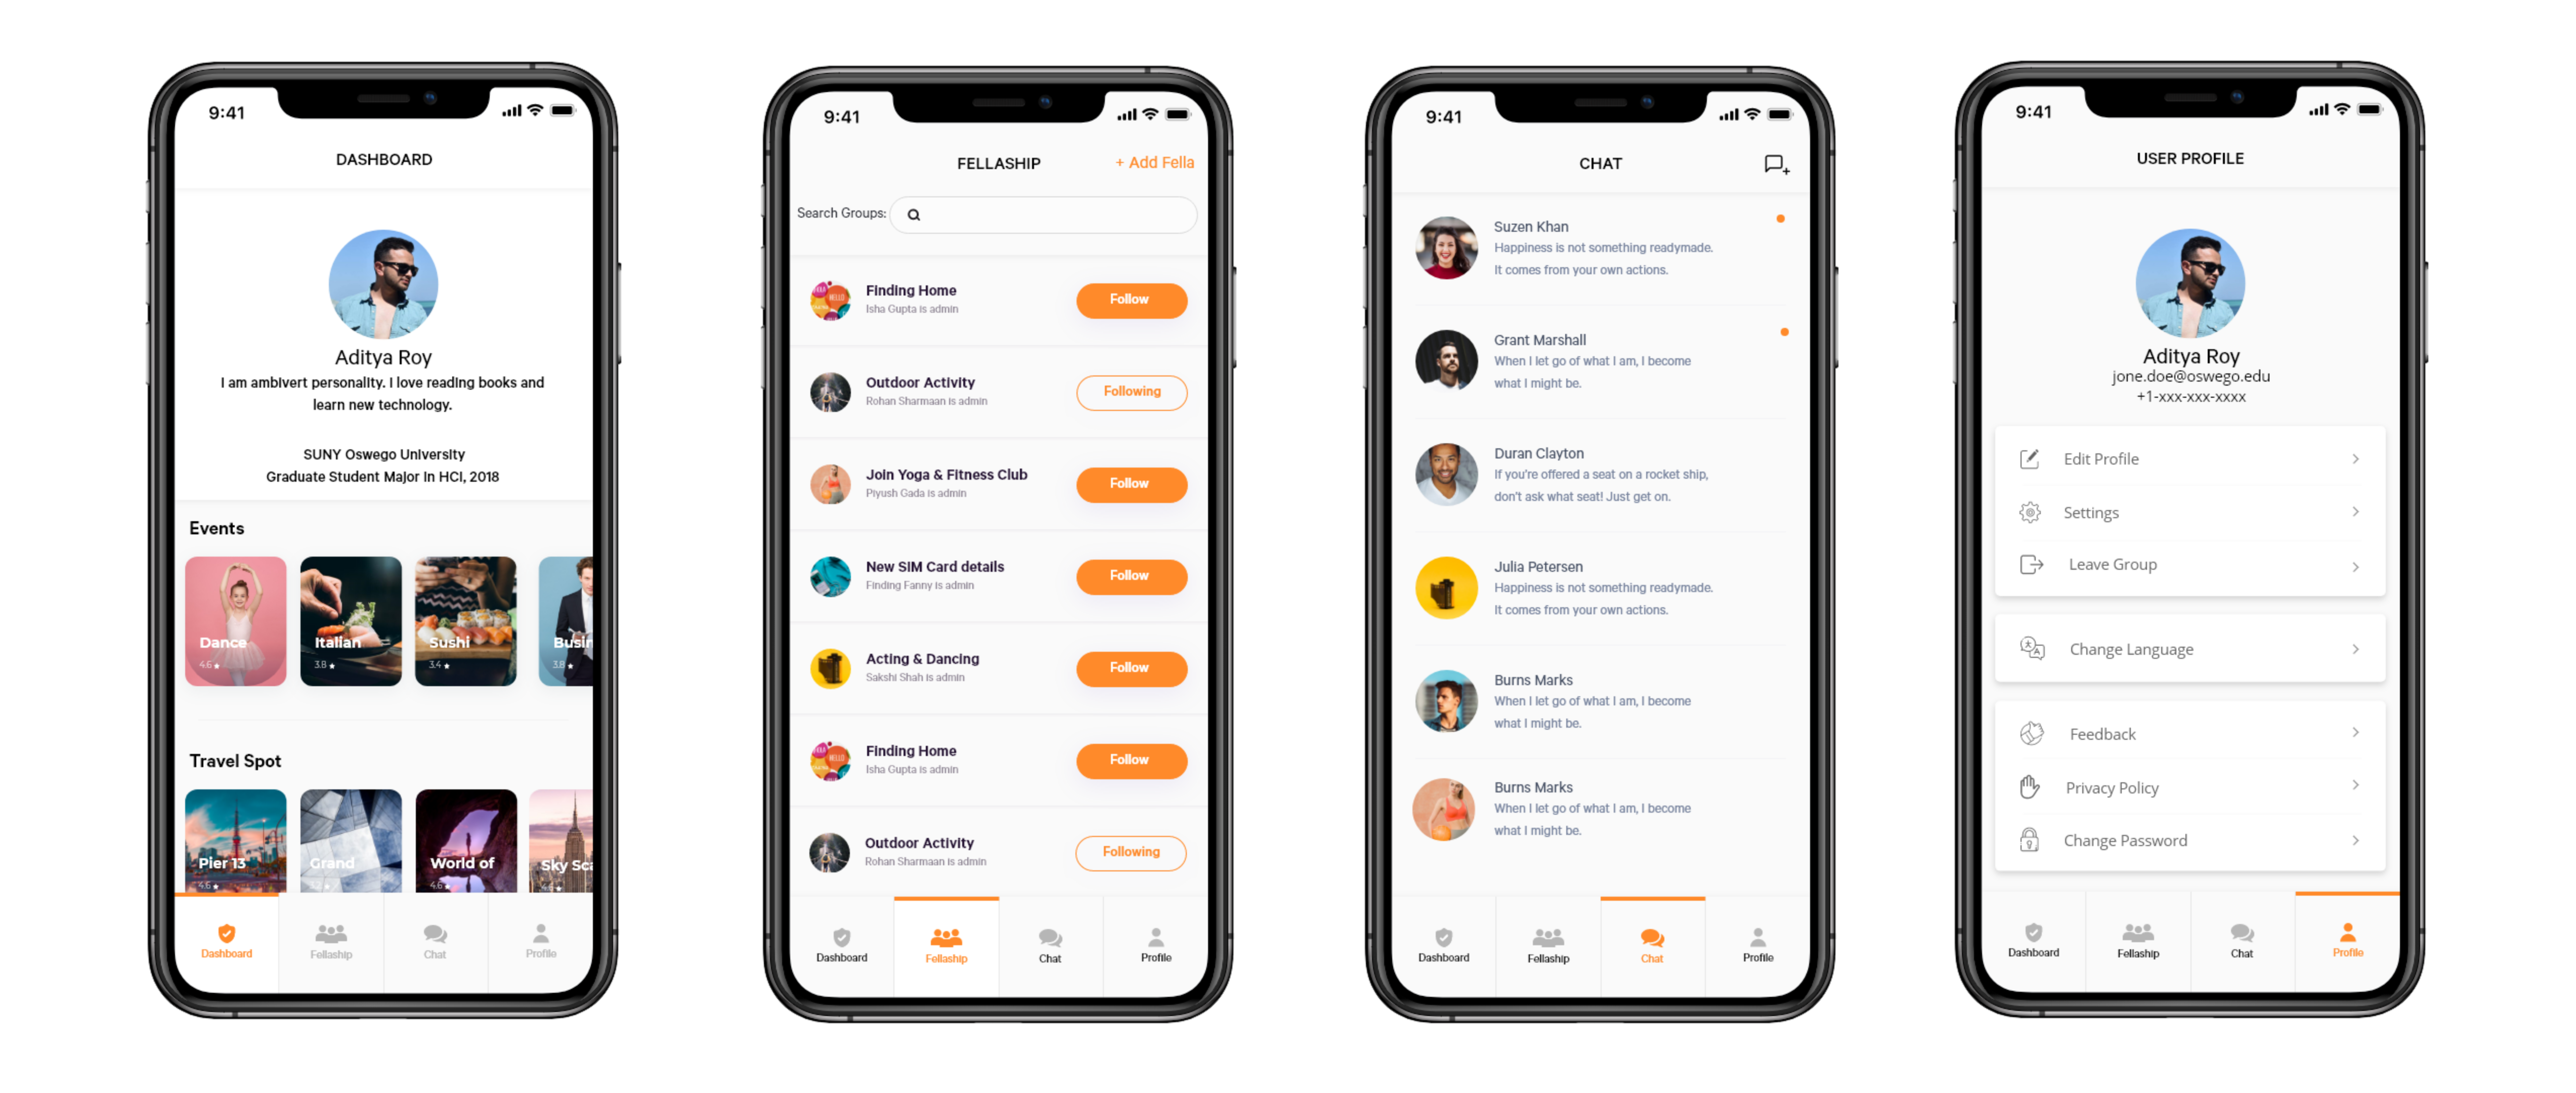 9:41
DASHBOARD
Aditya Roy
I am ambivert personality. I love reading books and
learn new technology.
SUNY Oswego University
Graduate Student Major in HCI, 2018
Events
Dance
4.6
Italian
3.8
Sushi
3.4
Busin
3.8
Travel Spot
Pier 13
4.6
Grand
World of
4.6
Sky Sca
Dashboard
Fellaship
Chat
Profile
9:41
FELLASHIP
+ Add Fella
Search Groups:
HELLO
Finding Home
Isha Gupta is admin
Follow
Outdoor Activity
Rohan Sharmaan is admin
Following
Join Yoga & Fitness Club
Piyush Gada is admin
Follow
New SIM Card details
Finding Fanny is admin
Follow
Acting & Dancing
Sakshi Shah is admin
Follow
HELLO
Finding Home
Isha Gupta is admin
Follow
Outdoor Activity
Rohan Sharmaan is admin
Following
Dashboard
Fellaship
Chat
Profile
9:41
CHAT
Suzen Khan
Happiness is not something readymade.
It comes from your own actions.
Grant Marshall
When I let go of what I am, I become
what I might be.
Duran Clayton
If you're offered a seat on a rocket ship,
don't ask what seat! Just get on.
Julia Petersen
Happiness is not something readymade.
It comes from your own actions.
Burns Marks
When I let go of what I am, I become
what I might be.
Burns Marks
When I let go of what I am, I become
what I might be.
Dashboard
Fellaship
Chat
Profile
9:41
USER PROFILE
Aditya Roy
jone.doe@oswego.edu
+1-xxx-xxx-xxxx
Edit Profile
Settings
Leave Group
Change Language
Feedback
Privacy Policy
Change Password
Dashboard
Fellaship
Chat
Profile